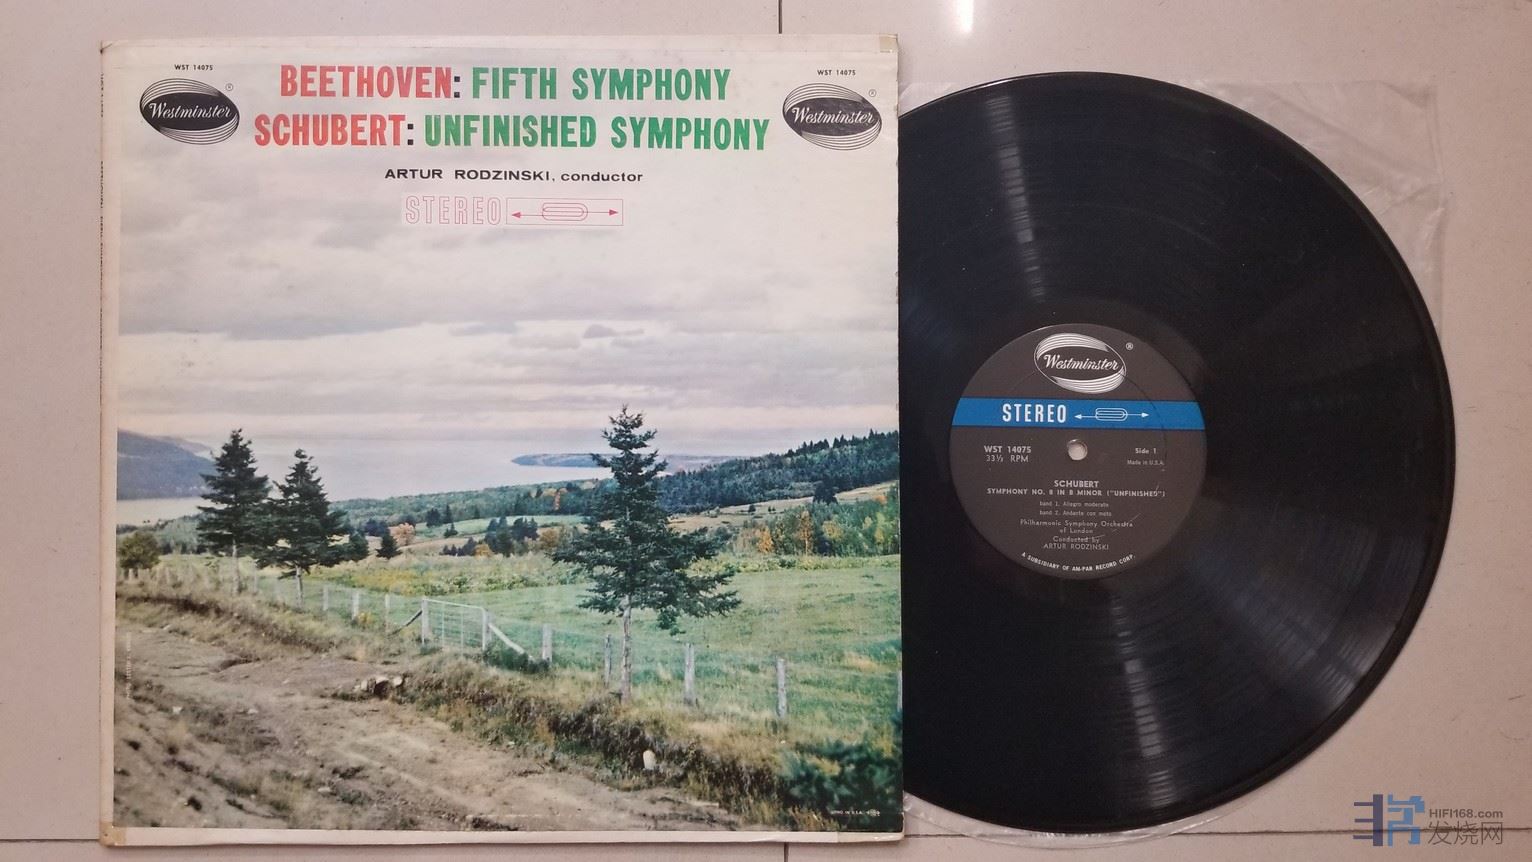 WST 14075
Westminster
®
BEETHOVEN: FIFTH SYMPHONY
SCHUBERT: UNFINISHED SYMPHONY
WST 14075
Westminster
®
ARTUR RODZINSKI, conductor
STEREO
Westminster
®
STEREO
WST 14075
33⅓ RPM
Side 1
Made in U.S.A.
SCHUBERT
SYMPHONY NO. 8 IN B MINOR ("UNFINISHED")
band 1. Allegro moderato
band 2. Andante con moto
Philharmonic Symphony Orchestra
of London
Conducted by
ARTUR RODZINSKI
A SUBSIDIARY OF AM-PAR RECORD CORP.
HIFI168.com
发烧网